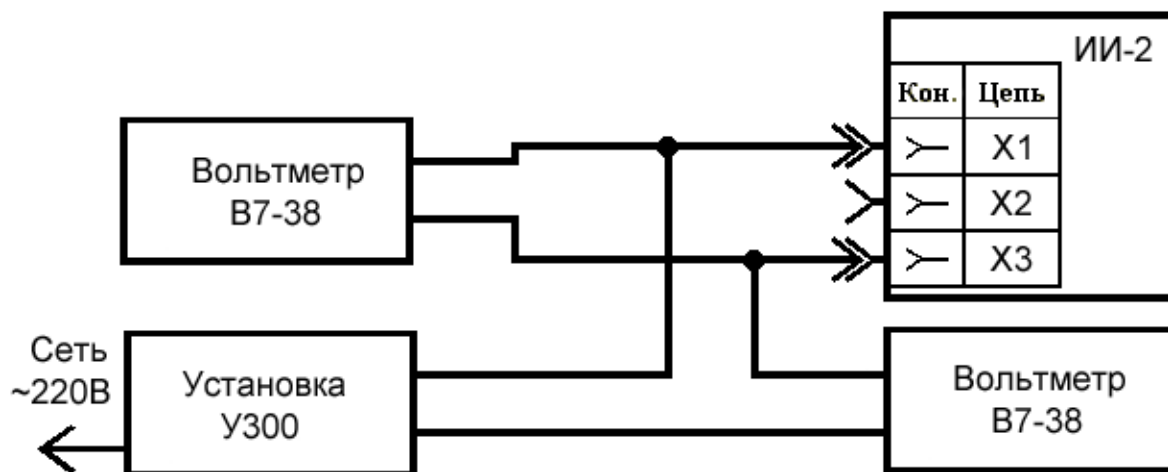 ИИ-2
Кон. Цепь
Х1
Х2
Х3
Вольтметр
В7-38
Сеть
~220В
Установка
У300
Вольтметр
В7-38